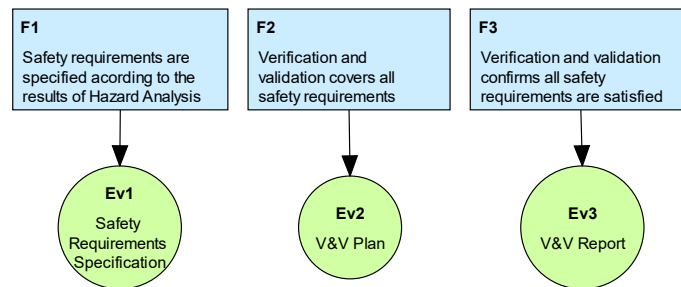 F1
Safety requirements are
specified acording to the
results of Hazard Analysis
F2
Verification and
validation covers all
safety requirements
F3
Verification and validation
confirms all safety
requirements are satisfied
Ev1
Safety
Requirements
Specification
Ev2
V&V Plan
Ev3
V&V Report